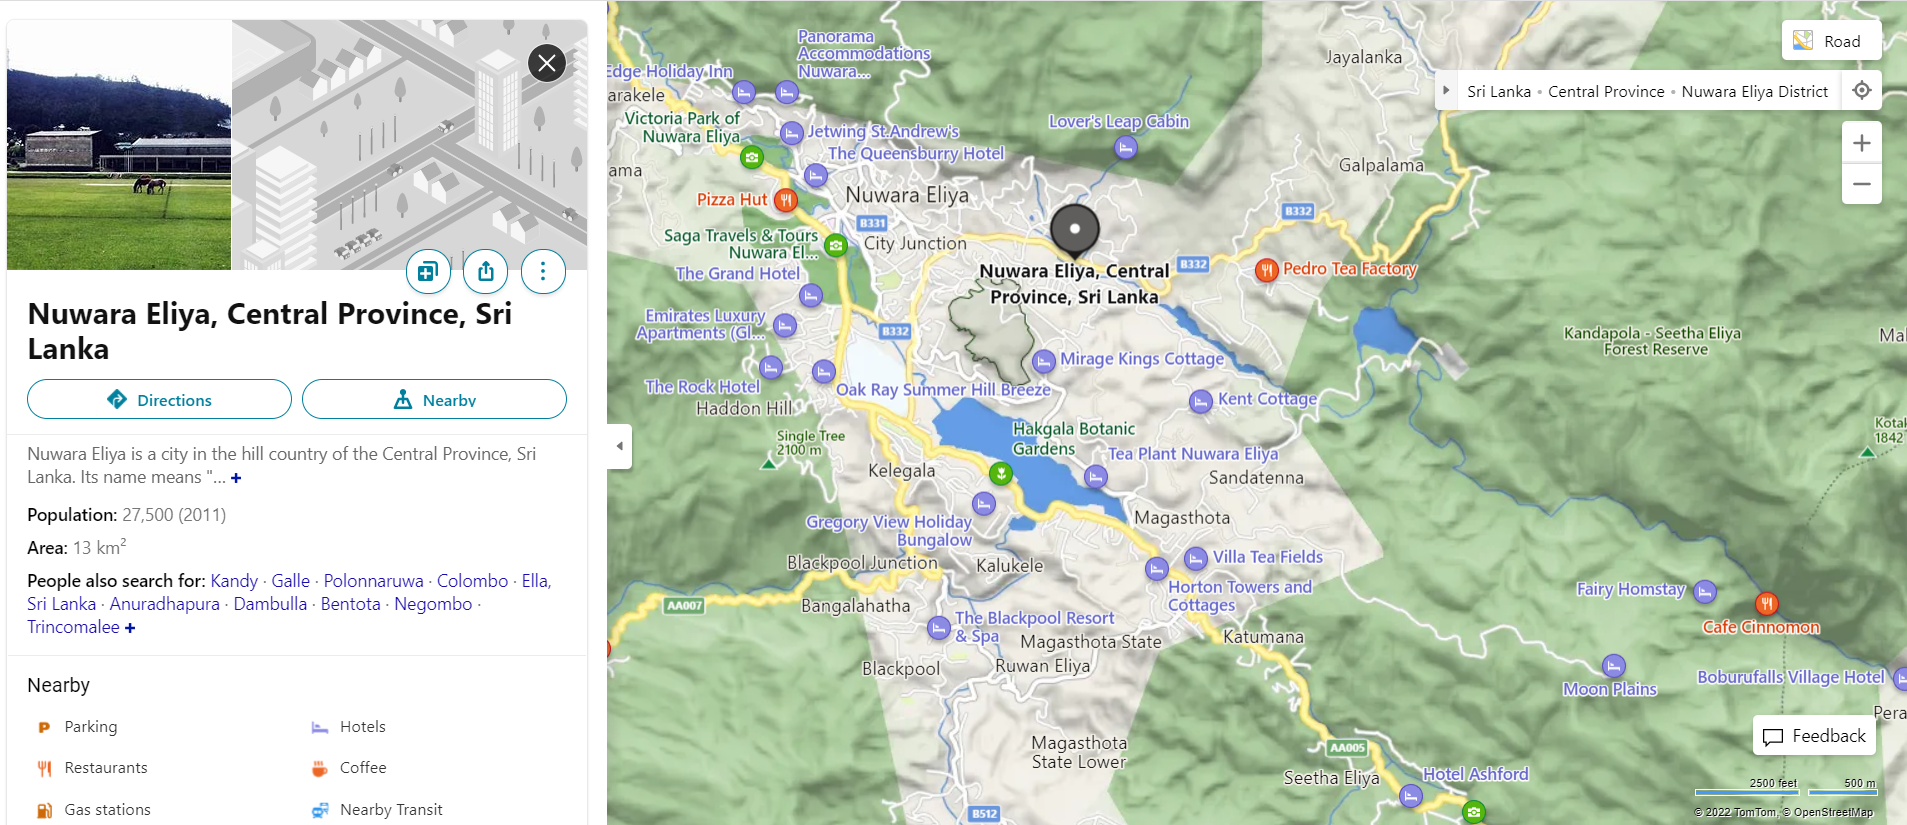 Nuwara Eliya, Central Province, Sri
Lanka
Directions
Nearby
Nuwara Eliya is a city in the hill country of the Central Province, Sri
Lanka. Its name means "... +
Population: 27,500 (2011)
Area: 13 km²
People also search for: Kandy · Galle · Polonnaruwa · Colombo · Ella,
Sri Lanka · Anuradhapura · Dambulla · Bentota · Negombo ·
Trincomalee +
Nearby
P Parking
Hotels
Restaurants
Coffee
Gas stations
Nearby Transit
Panorama
Accommodations
Nuwara...
Edge Holiday Inn
arakele
Victoria Park of
Nuwara Eliya
Jetwing St.Andrew's
The Queensburry Hotel
ama
Pizza Hut
Nuwara Eliya
B331
Saga Travels & Tours
Nuwara El...
City Junction
The Grand Hotel
Emirates Luxury
Apartments (Gl...
B332
The Rock Hotel
Oak Ray Summer Hill Breeze
Haddon Hill
Single Tree
2100 m
Kelegala
Lover's Leap Cabin
Jayalanka
Galpalama
B332
B332
Pedro Tea Factory
Nuwara Eliya, Central
Province, Sri Lanka
Mirage Kings Cottage
Kent Cottage
Kandapola - Seetha Eliya
Forest Reserve
Mal
Hakgala Botanic
Gardens
Tea Plant Nuwara Eliya
Sandatenna
Kotak
1842
Gregory View Holiday
Bungalow
Magasthota
Blackpool Junction
Kalukele
Villa Tea Fields
Horton Towers and
Cottages
AA007
Bangalahatha
The Blackpool Resort
& Spa
Magasthota State
Katumana
Blackpool
Ruwan Eliya
Fairy Homstay
Cafe Cinnomon
Moon Plains
Boburufalls Village Hotel
Pera
Magasthota
State Lower
AA005
Seetha Eliya
Hotel Ashford
B512
Road
Sri Lanka • Central Province • Nuwara Eliya District
Feedback
2500 feet
500 m
© 2022 TomTom, © OpenStreetMap